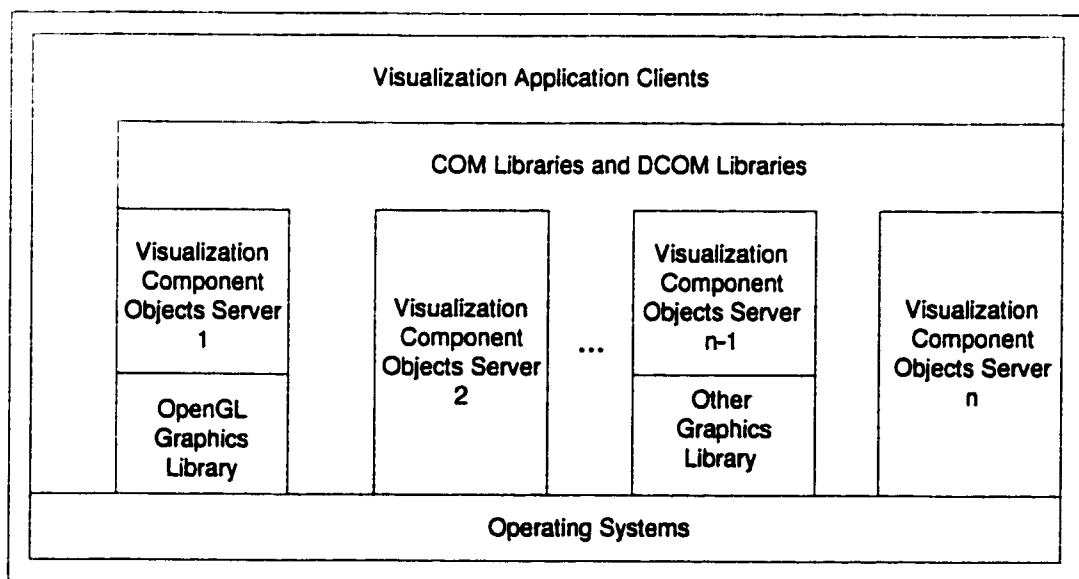 Visualization Application Clients
COM Libraries and DCOM Libraries
Visualization
Component
Objects Server
1
OpenGL
Graphics
Library
Visualization
Component
Objects Server
2
...
Visualization
Component
Objects Server
n-1
Other
Graphics
Library
Visualization
Component
Objects Server
n
Operating Systems